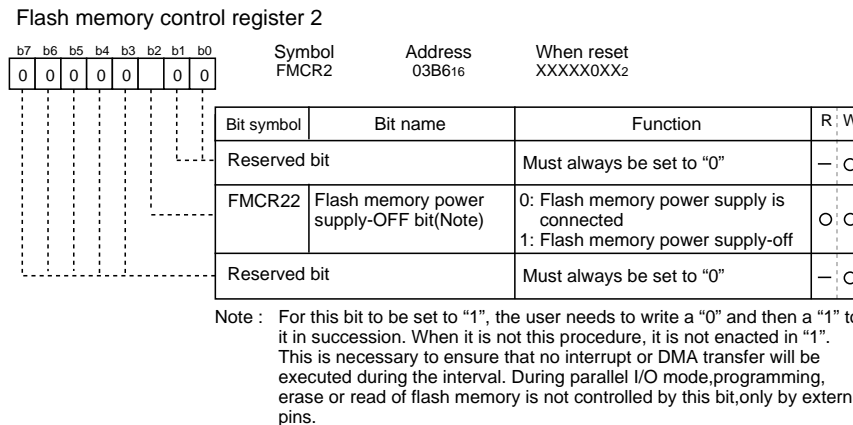 Flash memory control register 2
b7 b6 b5 b4 b3 b2 b1 b0
Symbol Address When reset
0 0 0 0 0 0 0
FMCR2 03B616 XXXXX0XX2
Bit symbol Bit name Function R W
Reserved bit Must always be set to “0”
FMCR22 Flash memory power supply-OFF bit(Note) 0: Flash memory power supply is
connected
1: Flash memory power supply-off
Reserved bit Must always be set to “0”
Note : For this bit to be set to “1”, the user needs to write a “0” and then a “1” to
it in succession. When it is not this procedure, it is not enacted in “1”.
This is necessary to ensure that no interrupt or DMA transfer will be
executed during the interval. During parallel I/O mode,programming,
erase or read of flash memory is not controlled by this bit,only by extern
pins.